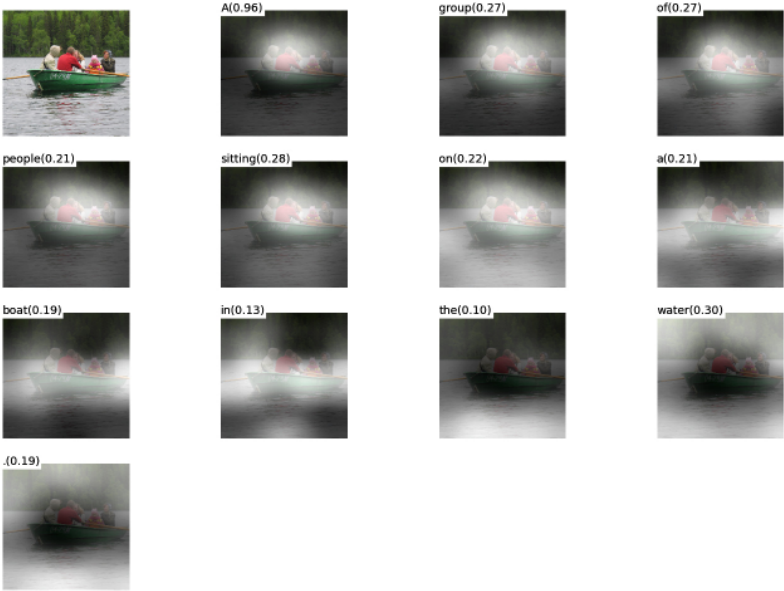 A(0.96) group(0.27) of(0.27)
people(0.21) sitting(0.28) on(0.22) a(0.21)
boat(0.19) in(0.13) the(0.10) water(0.30)
.(0.19)